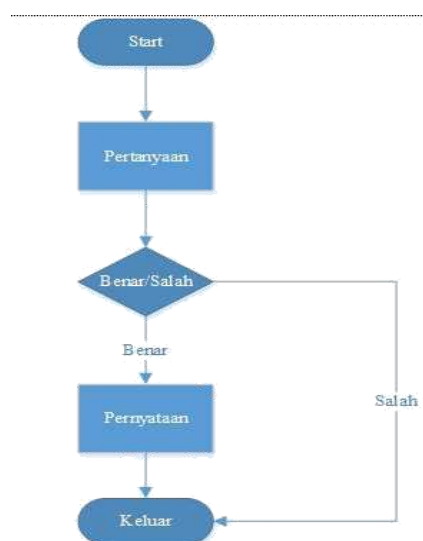 Start
Pertanyaan
Benar/Salah
Benar
Salah
Pernyataan
Keluar